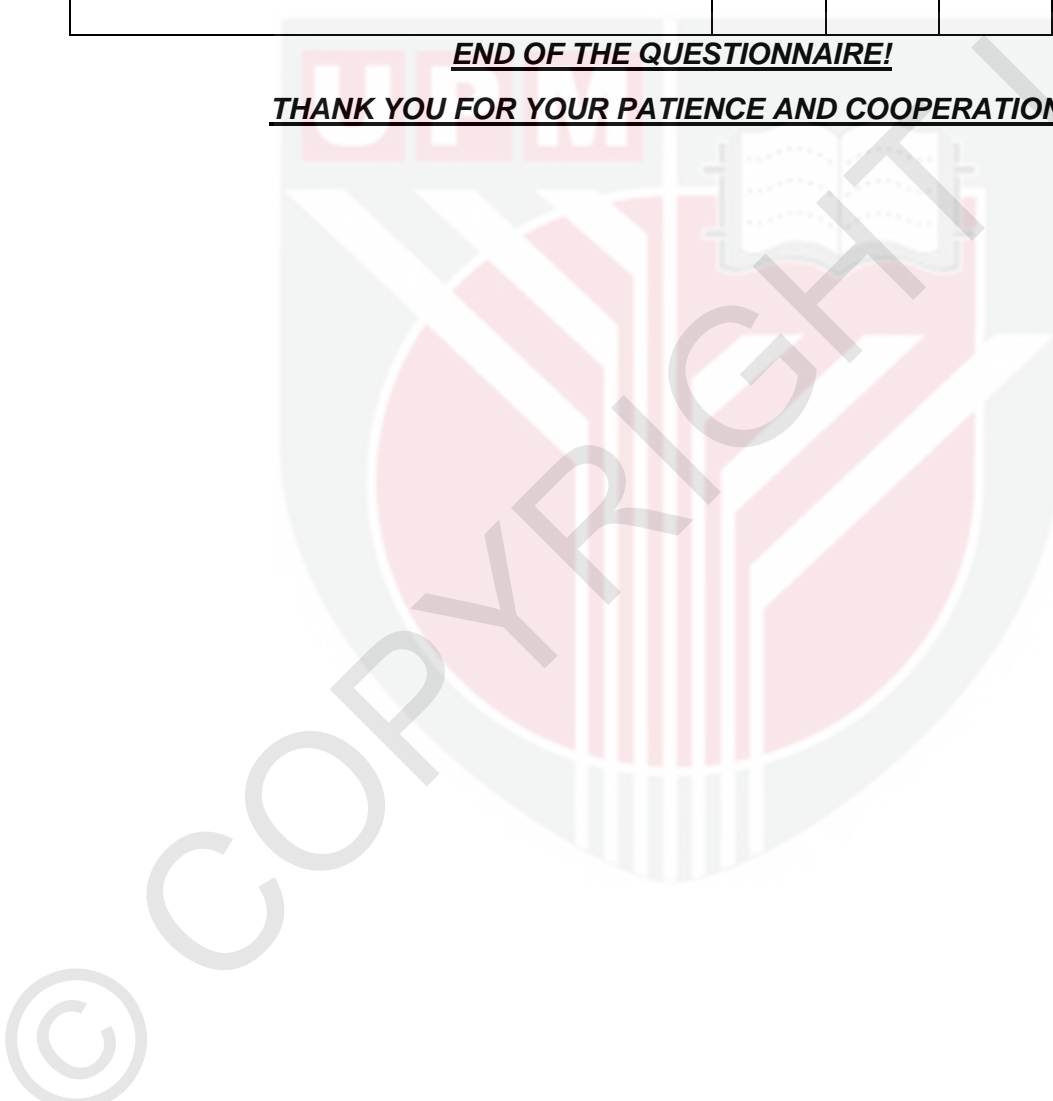 END OF THE QUESTIONNAIRE!
THANK YOU FOR YOUR PATIENCE AND COOPERATION
UPM
© COPYRIGHT